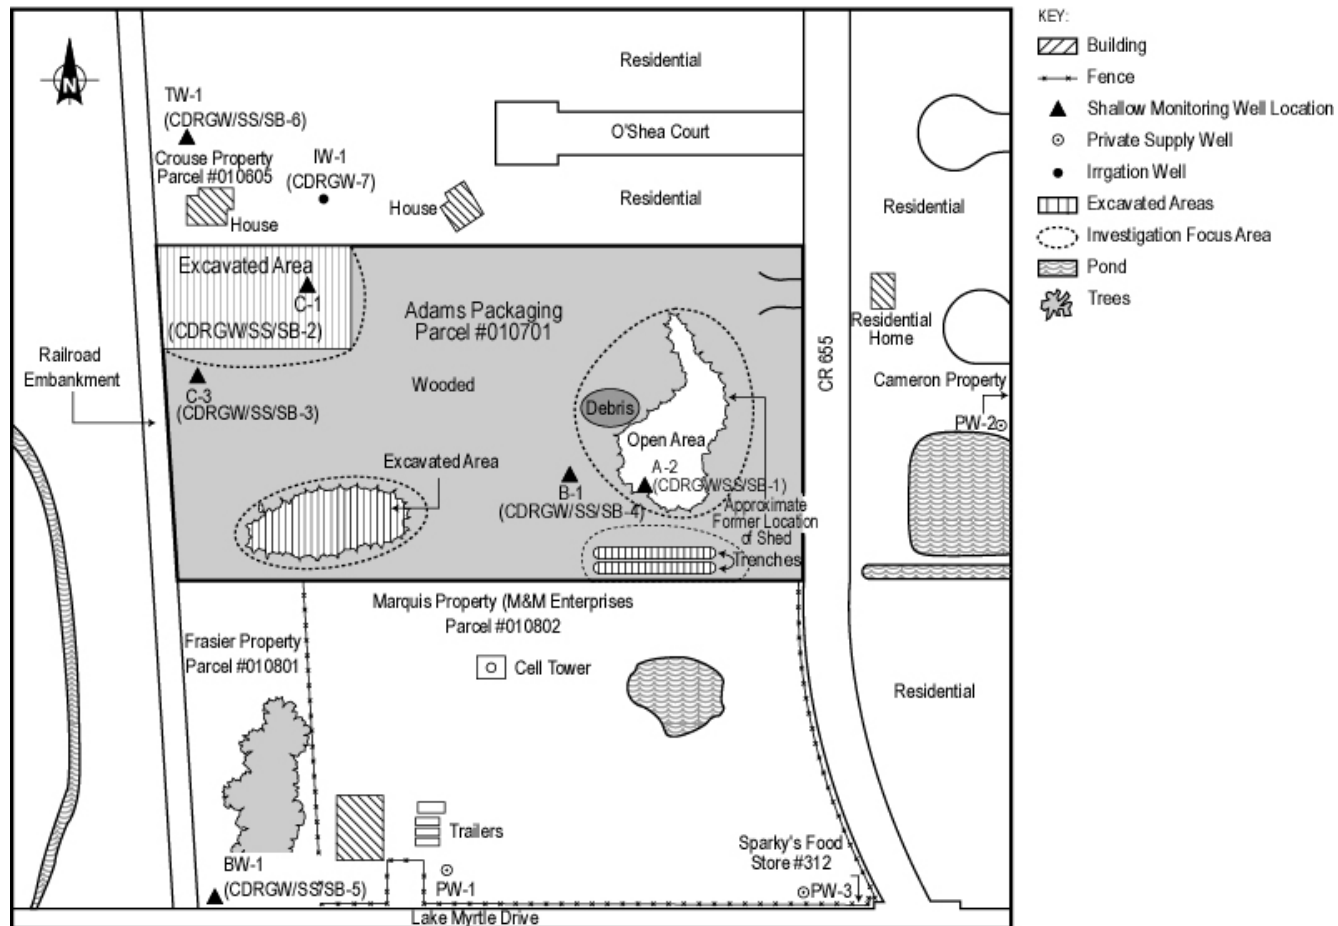 KEY:
Building
Fence
Shallow Monitoring Well Location
Private Supply Well
Irrgation Well
Excavated Areas
Investigation Focus Area
Pond
Trees
N
TW-1
(CDRGW/SS/SB-6)
Crouse Property
Parcel #010605
House
IW-1
(CDRGW-7)
House
Residential
O'Shea Court
Residential
Residential
Residential
Home
Cameron Property
PW-2
CR 655
Excavated Area
C-1
(CDRGW/SS/SB-2)
Adams Packaging
Parcel #010701
Wooded
Railroad
Embankment
C-3
(CDRGW/SS/SB-3)
Debris
Open Area
A-2
(CDRGW/SS/SB-1)
Excavated Area
B-1
(CDRGW/SS/SB-4)
Approximate
Former Location
of Shed
Trenches
Marquis Property (M&M Enterprises
Parcel #010802
Frasier Property
Parcel #010801
Cell Tower
Residential
Trailers
Sparky's Food
Store #312
BW-1
(CDRGW/SS/SB-5)
PW-1
PW-3
Lake Myrtle Drive